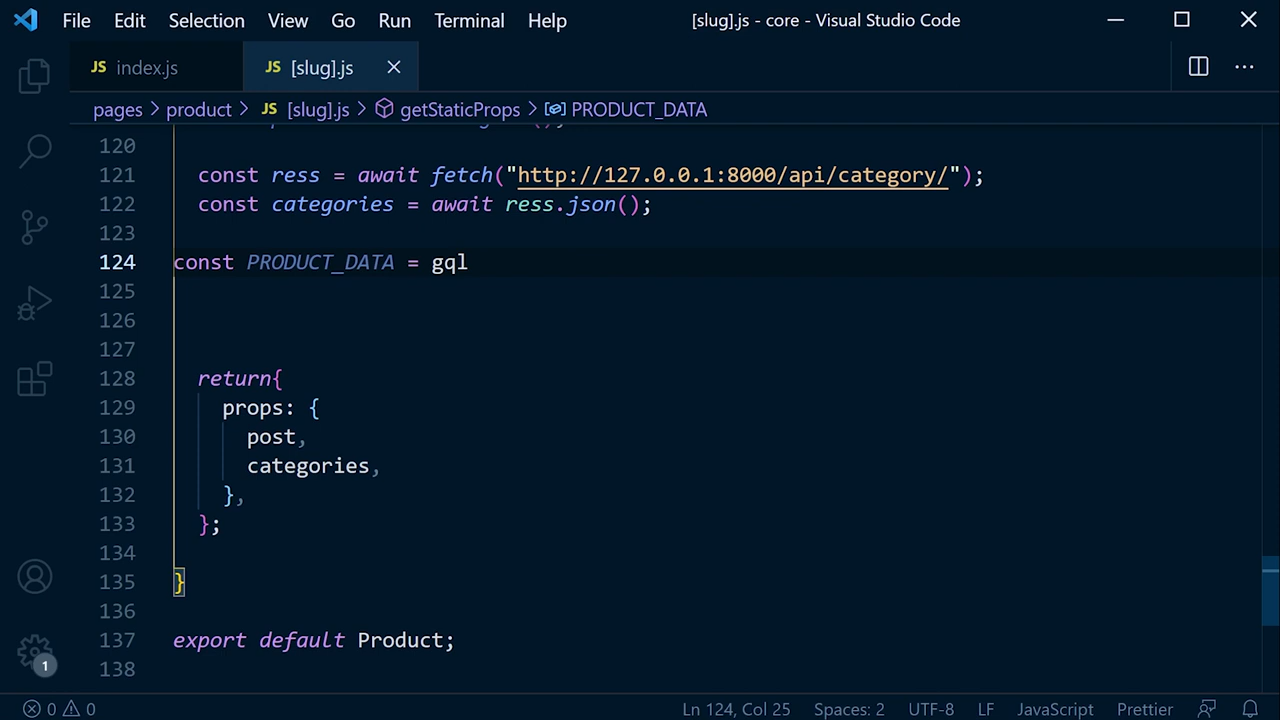 File Edit Selection View Go Run Terminal Help [slug].js - core - Visual Studio Code
JS index.js JS [slug].js
pages > product > JS [slug].js > getStaticProps > PRODUCT_DATA
120
121 const ress = await fetch("http://127.0.0.1:8000/api/category/");
122 const categories = await ress.json();
123
124 const PRODUCT_DATA = gql
125
126
127
128 return{
129 props: {
130 post,
131 categories,
132 },
133 };
134
135 }
136
137 export default Product;
138
1
0 0 Ln 124, Col 25 Spaces: 2 UTF-8 LF JavaScript Prettier